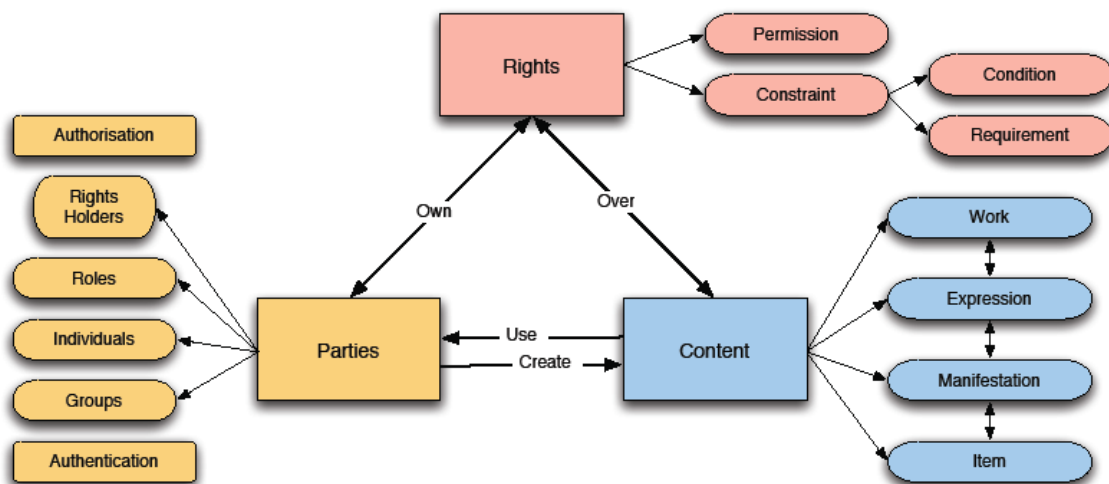 Rights
Permission
Constraint
Condition
Requirement
Authorisation
Rights
Holders
Roles
Individuals
Groups
Authentication
Own
Over
Parties
Use
Create
Content
Work
Expression
Manifestation
Item